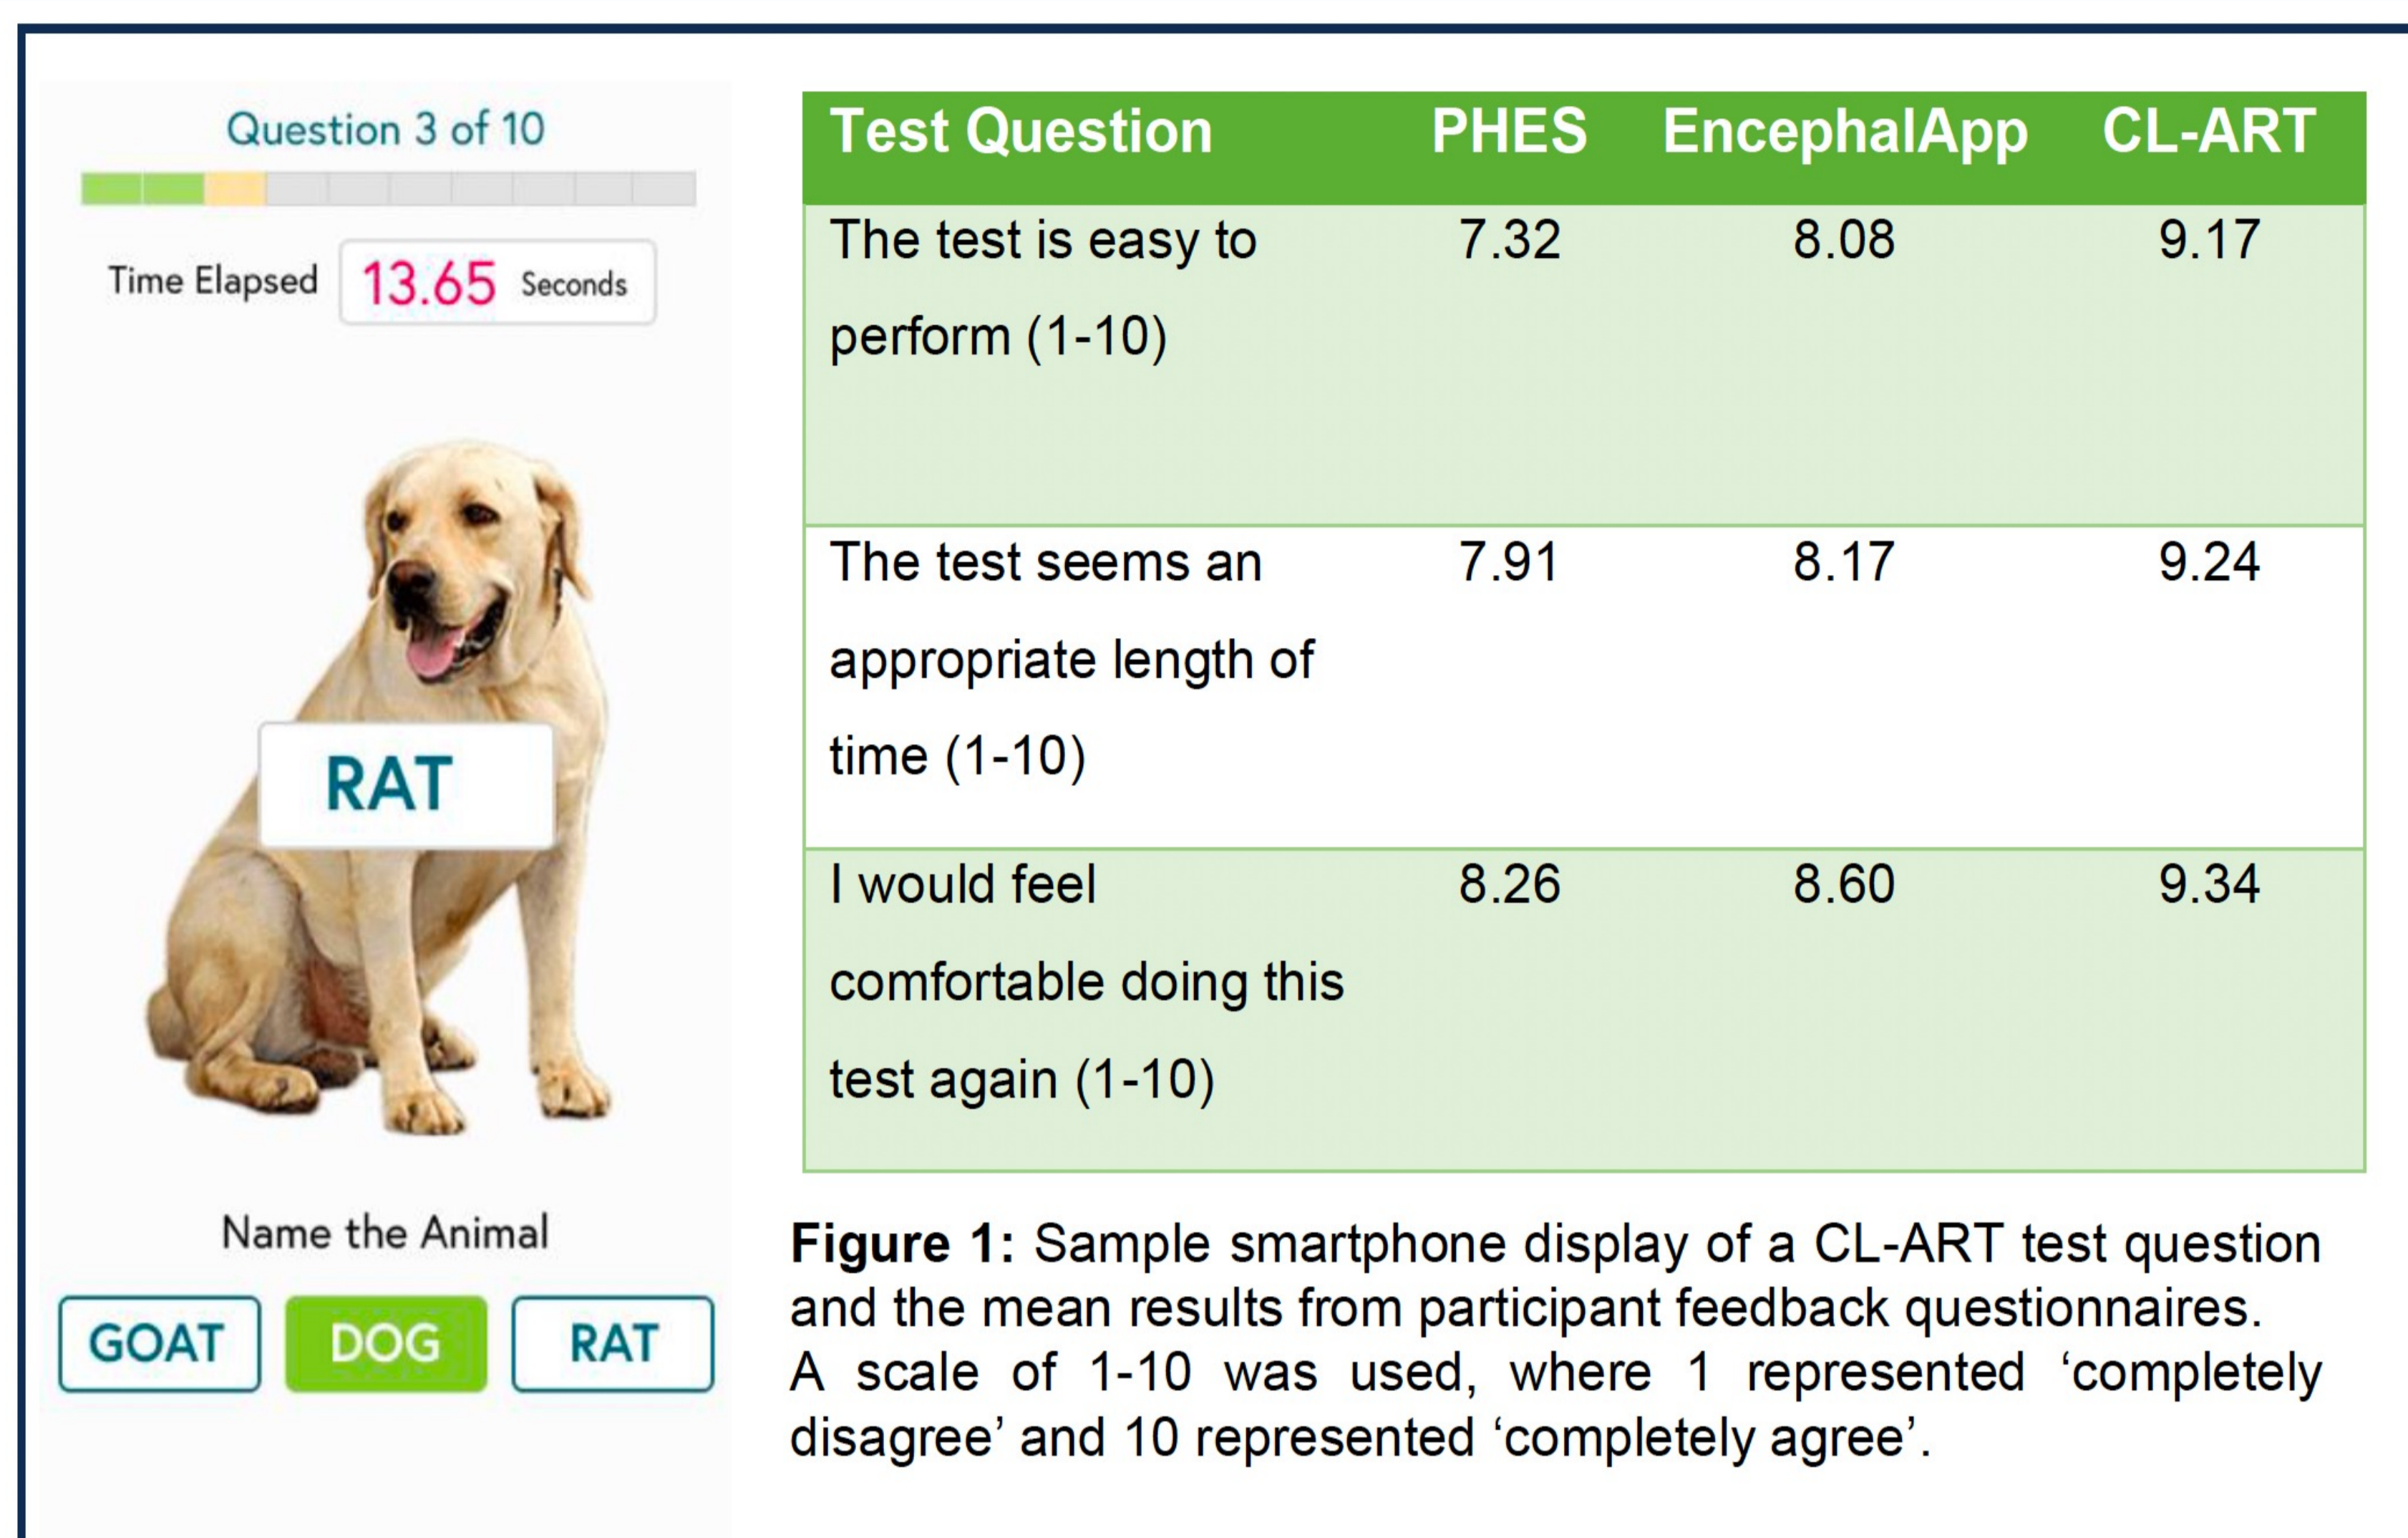 Question 3 of 10
Time Elapsed 13.65 Seconds
RAT
Name the Animal
GOAT DOG RAT
Test Question PHES EncephalApp CL-ART
The test is easy to 7.32 8.08 9.17
perform (1-10)
The test seems an 7.91 8.17 9.24
appropriate length of
time (1-10)
I would feel 8.26 8.60 9.34
comfortable doing this
test again (1-10)
Figure 1: Sample smartphone display of a CL-ART test question
and the mean results from participant feedback questionnaires.
A scale of 1-10 was used, where 1 represented ‘completely
disagree’ and 10 represented ‘completely agree’.